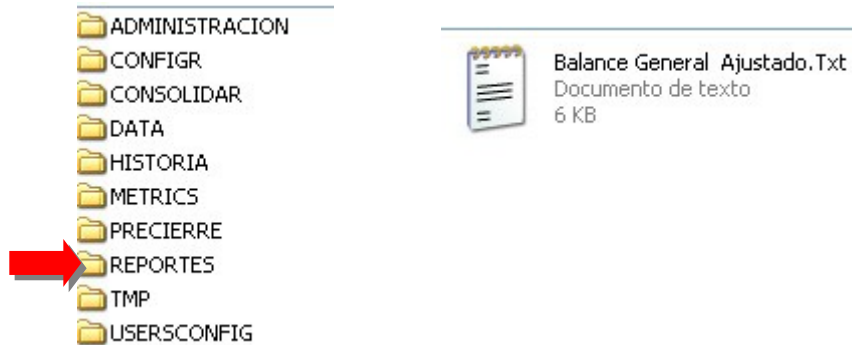 ADMINISTRACION
CONFIGR
CONSOLIDAR
DATA
HISTORIA
METRICS
PRECIERRE
REPORTES
TMP
USERSCONFIG
Balance General Ajustado.Txt
Documento de texto
6 KB